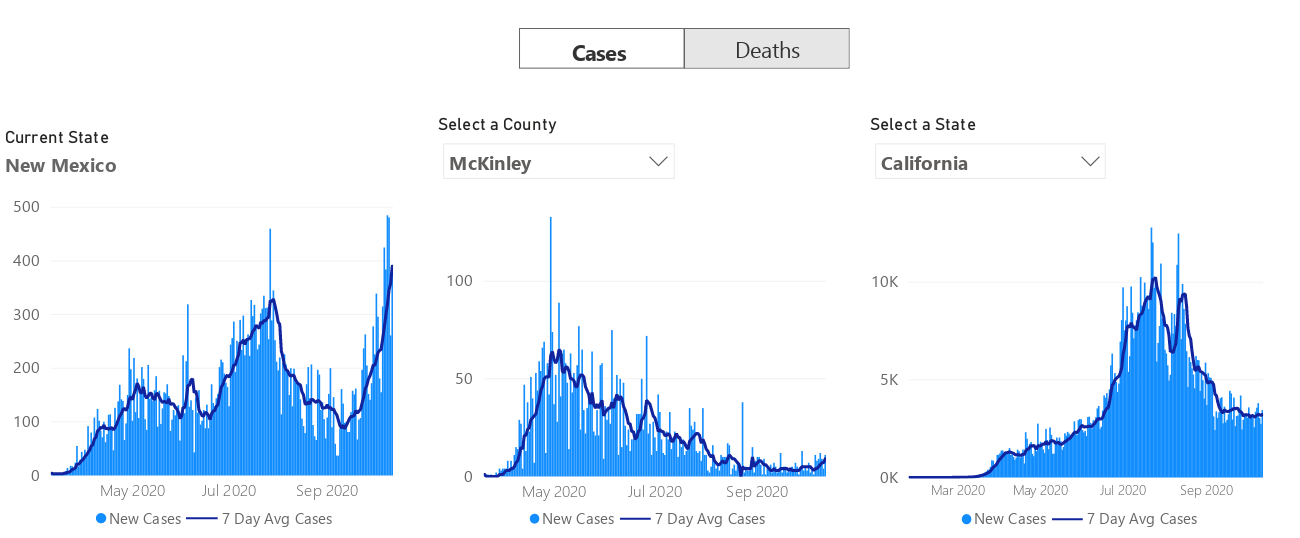 Cases Deaths
Current State
New Mexico
500
400
300
200
100
0
May 2020 Jul 2020 Sep 2020
New Cases 7 Day Avg Cases
Select a County
McKinley
100
50
0
May 2020 Jul 2020 Sep 2020
New Cases 7 Day Avg Cases
Select a State
California
10K
5K
0K
Mar 2020 May 2020 Jul 2020 Sep 2020
New Cases 7 Day Avg Cases